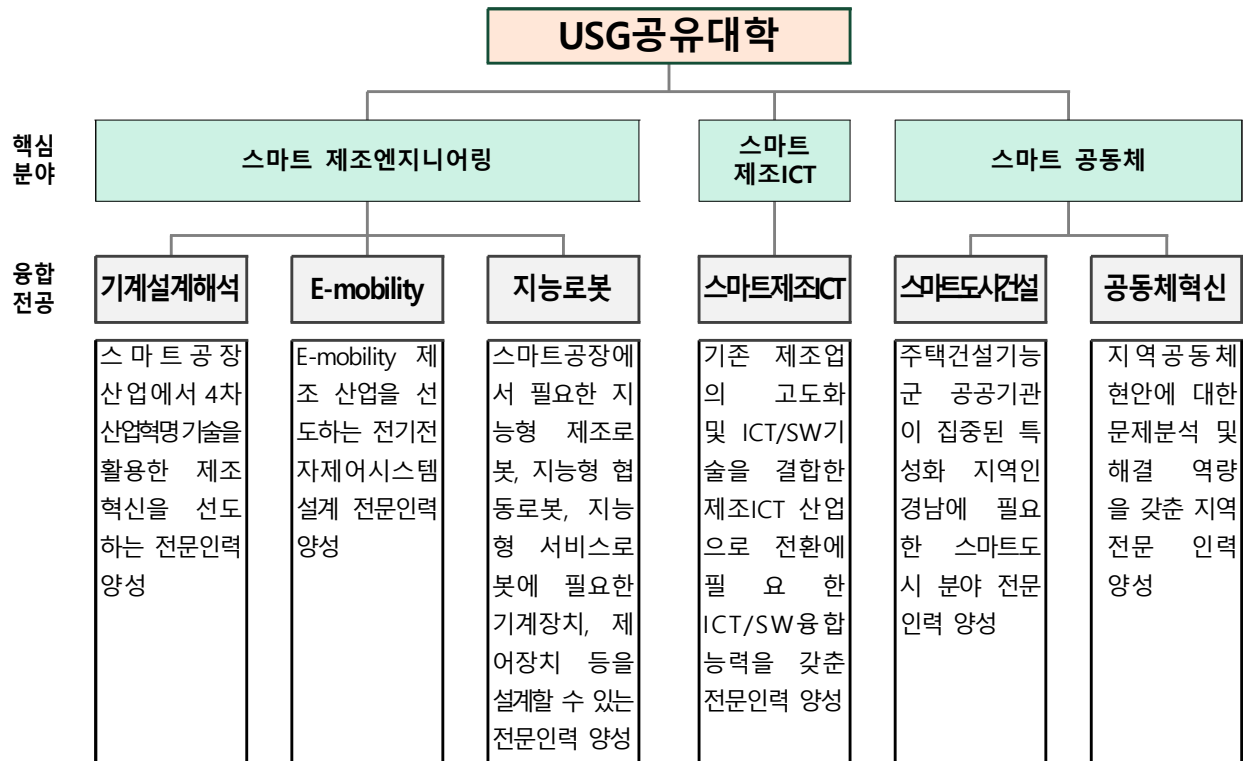 USG공유대학
핵심
분야
스마트 제조엔지니어링
스마트
제조ICT
스마트 공동체
융합
전공
기계설계해석
E-mobility
지능로봇
스마트제조ICT
스마트도시건설
공동체혁신
스마트공장
산업에서 4차
산업혁명 기술을
활용한 제조
혁신을 선도
하는 전문인력
양성
E-mobility 제
조 산업을 선
도하는 전기전
자제어시스템
설계 전문인력
양성
스마트공장에
서 필요한 지
능형 제조로
봇, 지능형 협
동로봇, 지능
형 서비스로
봇에 필요한
기계장치, 제
어장치 등을
설계할 수 있는
전문인력 양성
기존 제조업
의 고도화
및 ICT/SW기
술을 결합한
제조ICT 산업
으로 전환에
필요한
ICT/SW융합
능력을 갖춘
전문인력 양성
주택건설기능
군 공공기관
이 집중된 특
성화 지역인
경남에 필요
한 스마트도
시 분야 전문
인력 양성
지역공동체
현안에 대한
문제분석 및
해결 역량
을 갖춘 지역
전문 인력
양성